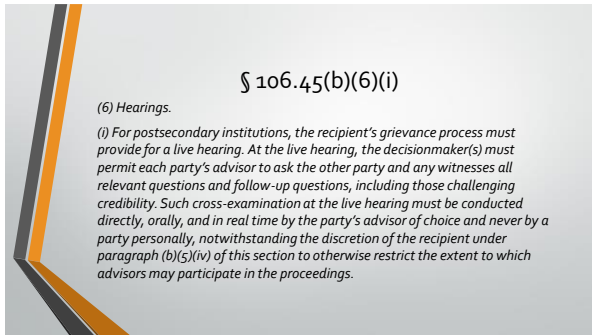 § 106.45(b)(6)(i)
(6) Hearings.
(i) For postsecondary institutions, the recipient's grievance process must
provide for a live hearing. At the live hearing, the decisionmaker(s) must
permit each party's advisor to ask the other party and any witnesses all
relevant questions and follow-up questions, including those challenging
credibility. Such cross-examination at the live hearing must be conducted
directly, orally, and in real time by the party's advisor of choice and never by a
party personally, notwithstanding the discretion of the recipient under
paragraph (b)(5)(iv) of this section to otherwise restrict the extent to which
advisors may participate in the proceedings.